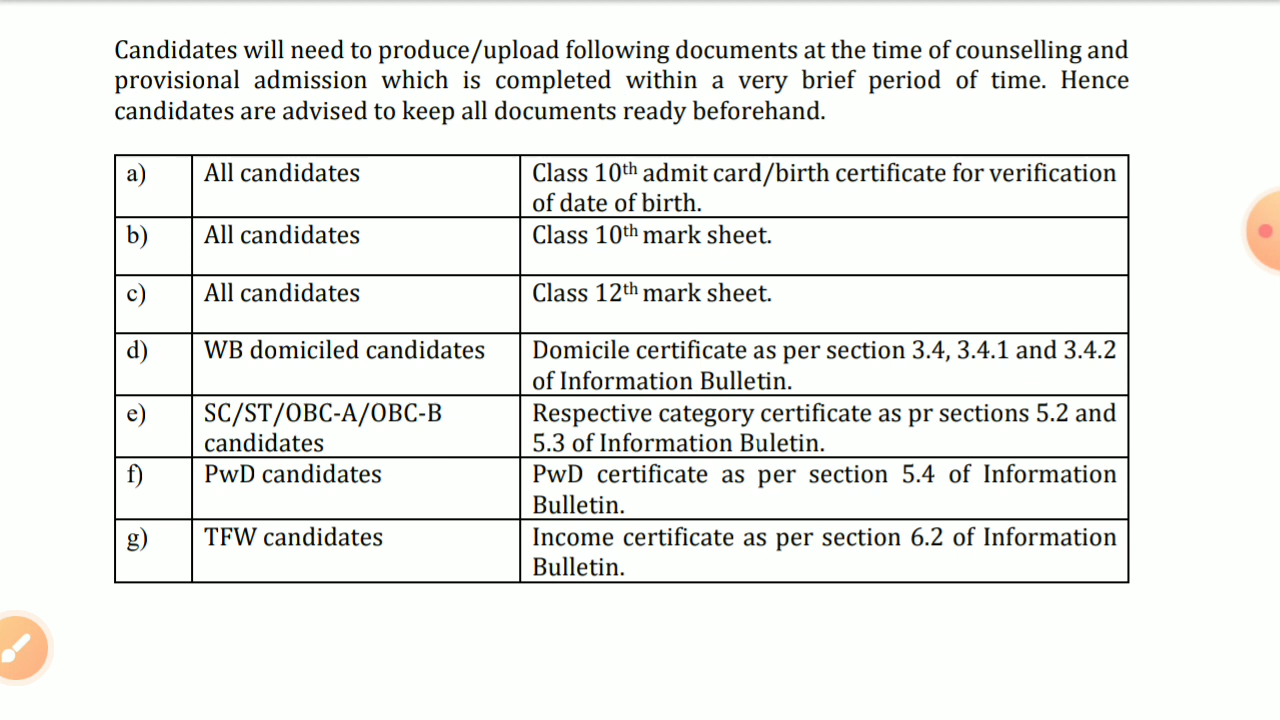 Candidates will need to produce/upload following documents at the time of counselling and
provisional admission which is completed within a very brief period of time. Hence
candidates are advised to keep all documents ready beforehand.
a) All candidates Class 10th admit card/birth certificate for verification
of date of birth.
b) All candidates Class 10th mark sheet.
c) All candidates Class 12th mark sheet.
d) WB domiciled candidates Domicile certificate as per section 3.4, 3.4.1 and 3.4.2
of Information Bulletin.
e) SC/ST/OBC-A/OBC-B Respective category certificate as pr sections 5.2 and
candidates 5.3 of Information Buletin.
f) PwD candidates PwD certificate as per section 5.4 of Information
Bulletin.
g) TFW candidates Income certificate as per section 6.2 of Information
Bulletin.